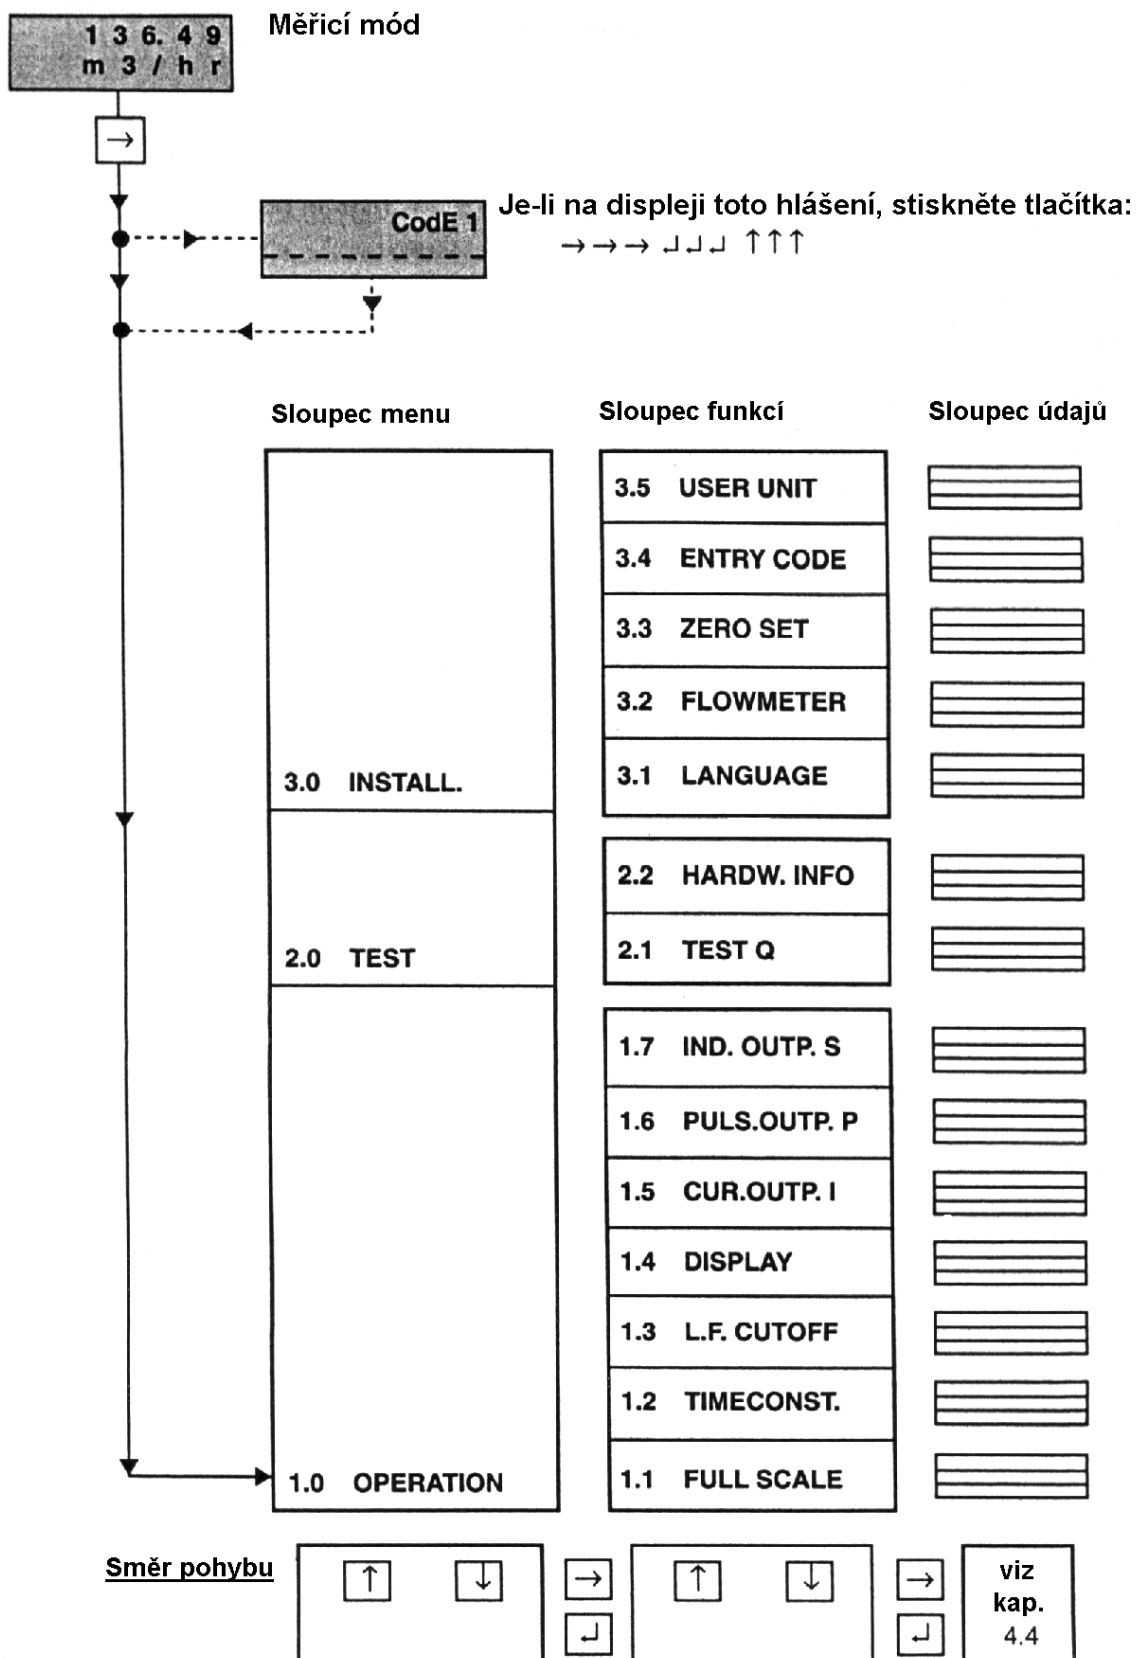 1 3 6. 4 9
m 3 / h r
Měřicí mód
→
CodE 1
Je-li na displeji toto hlášení, stiskněte tlačítka:
→→→ ↵↵↵ ↑↑↑
Sloupec menu
Sloupec funkcí
Sloupec údajů
3.5 USER UNIT
3.4 ENTRY CODE
3.3 ZERO SET
3.2 FLOWMETER
3.1 LANGUAGE
3.0 INSTALL.
2.2 HARDW. INFO
2.1 TEST Q
2.0 TEST
1.7 IND. OUTP. S
1.6 PULS.OUTP. P
1.5 CUR.OUTP. I
1.4 DISPLAY
1.3 L.F. CUTOFF
1.2 TIMECONST.
1.1 FULL SCALE
1.0 OPERATION
Směr pohybu
↑ ↓ → ↑ ↓ →
↵ ↵
viz
kap.
4.4